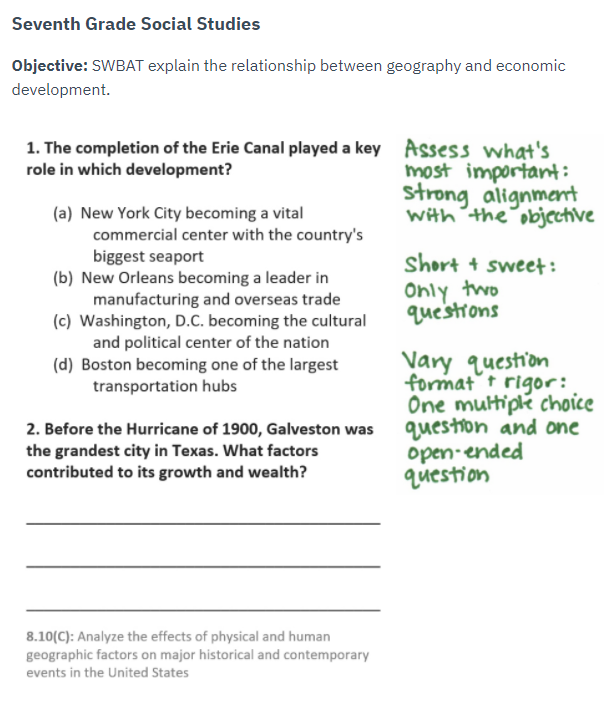 Seventh Grade Social Studies
Objective: SWBAT explain the relationship between geography and economic
development.
1. The completion of the Erie Canal played a key
role in which development?
(a) New York City becoming a vital
commercial center with the country's
biggest seaport
(b) New Orleans becoming a leader in
manufacturing and overseas trade
(c) Washington, D.C. becoming the cultural
and political center of the nation
(d) Boston becoming one of the largest
transportation hubs
2. Before the Hurricane of 1900, Galveston was
the grandest city in Texas. What factors
contributed to its growth and wealth?
8.10(C): Analyze the effects of physical and human
geographic factors on major historical and contemporary
events in the United States
Assess what's
most important:
Strong alignment
with the objective
Short + sweet:
Only two
questions
Vary question
format + rigor:
One multiple choice
question and one
open-ended
question